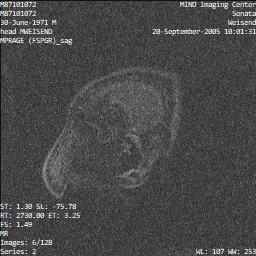 M87101072
M87101072
30-June-1971 M
head MWEISEND
MPRAGE (FSPGR)_sag
MIND Imaging Center
Sonata
Weisend
20-September-2005 10:01:31
ST: 1.30 SL: -75.78
RT: 2730.00 ET: 3.25
FS: 1.49
MR
Images: 6/128
Series: 2
WL: 107 WW: 253